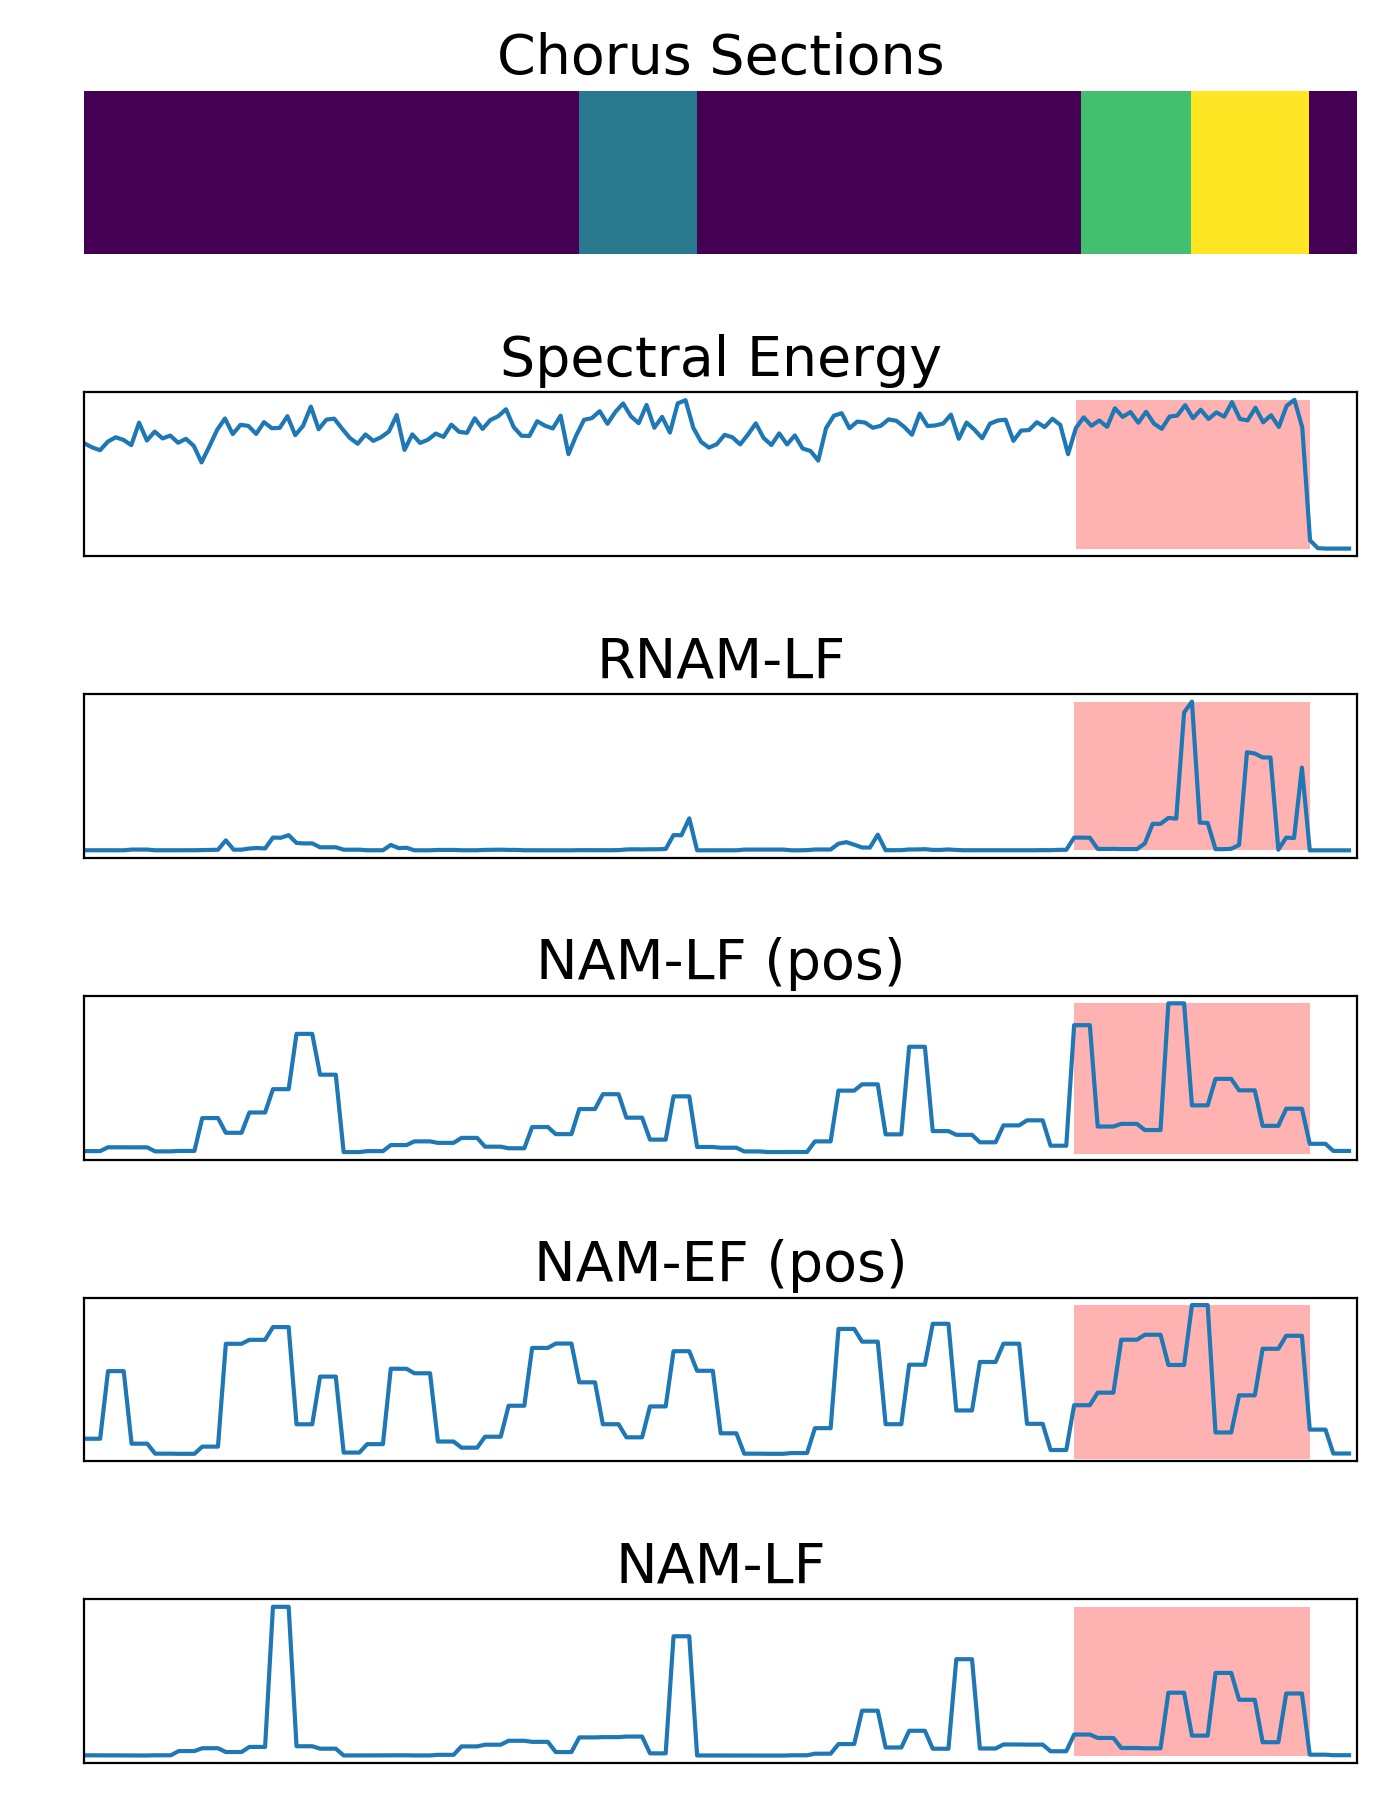 Chorus Sections
Spectral Energy
RNAM-LF
NAM-LF (pos)
NAM-EF (pos)
NAM-LF